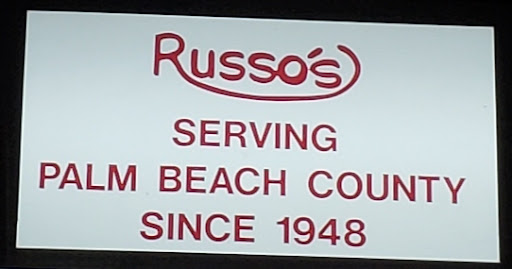 Russo's
SERVING
PALM BEACH COUNTY
SINCE 1948